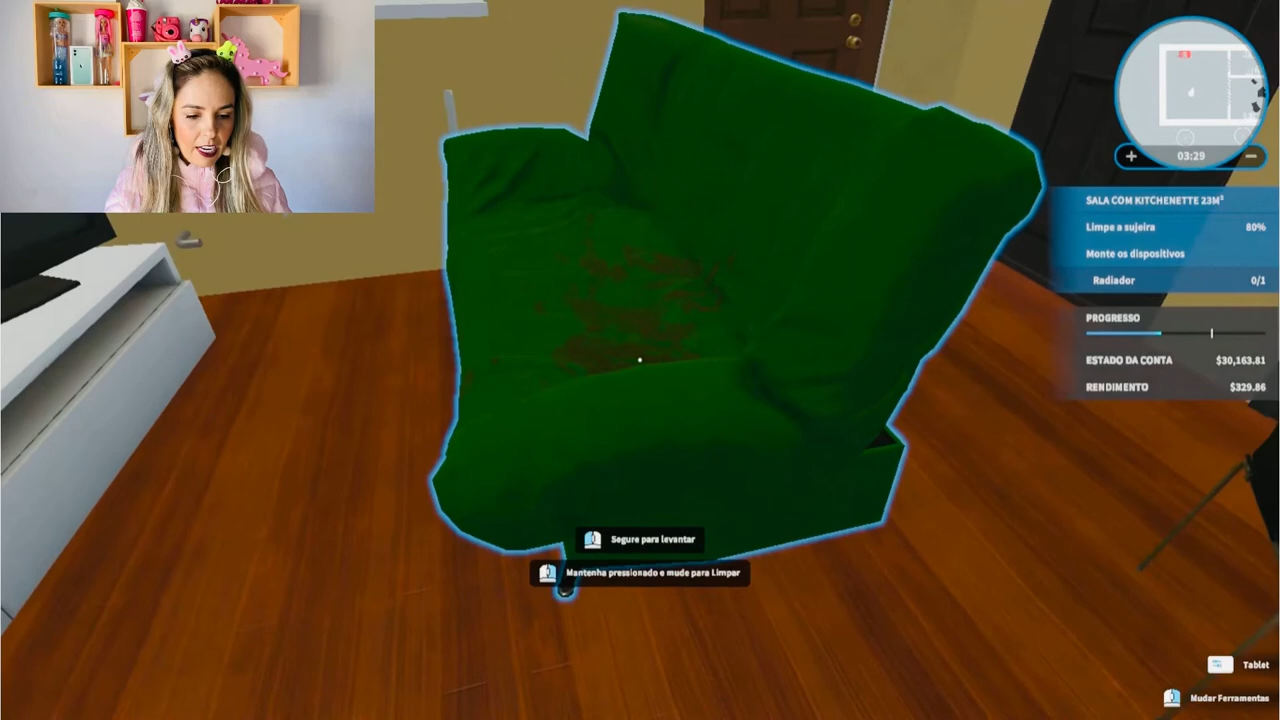 03:29
SALA COM KITCHENETTE 23M²
Limpe a sujeira 80%
Monte os dispositivos
Radiador 0/1
PROGRESSO
ESTADO DA CONTA $30,163.81
RENDIMENTO $329.86
Segure para levantar
Mantenha pressionado e mude para Limpar
Tablet
Mudar Ferramentas